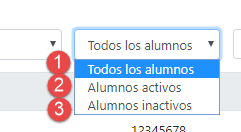 Todos los alumnos
1 Todos los alumnos
2 Alumnos activos
3 Alumnos inactivos
12345678